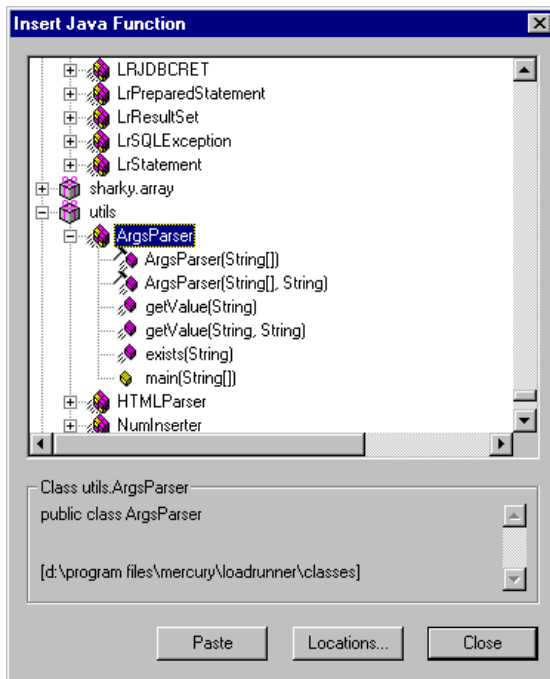 Insert Java Function
LRJDBCRET
LrPreparedStatement
LrResultSet
LrSQLException
LrStatement
sharky.array
utils
ArgsParser
ArgsParser(String[])
ArgsParser(String[], String)
getValue(String)
getValue(String, String)
exists(String)
main(String[])
HTMLParser
NumInserter
Class utils.ArgsParser
public class ArgsParser
[d:\program files\mercury\loadrunner\classes]
Paste Locations... Close